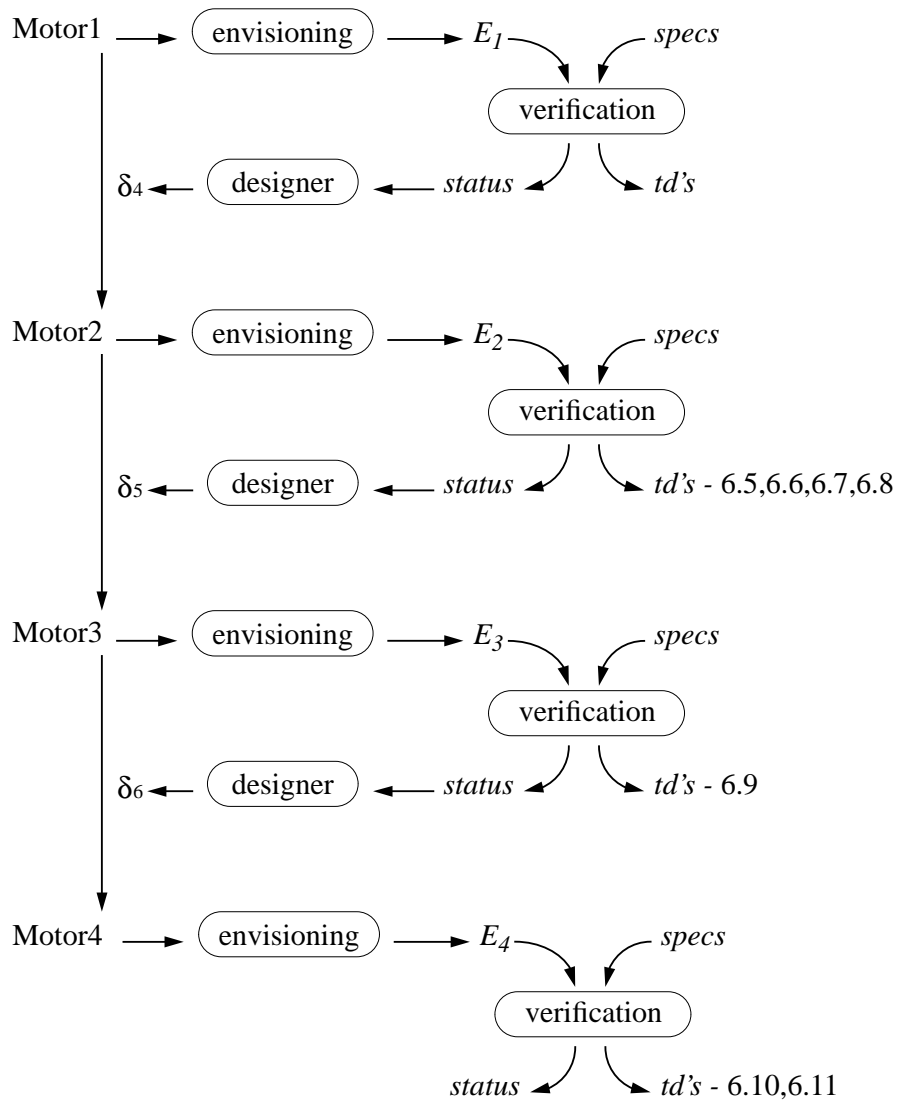 Motor1 envisioning E1 specs
verification
δ4 designer status td's
Motor2 envisioning E2 specs
verification
δ5 designer status td's - 6.5,6.6,6.7,6.8
Motor3 envisioning E3 specs
verification
δ6 designer status td's - 6.9
Motor4 envisioning E4 specs
verification
status td's - 6.10,6.11